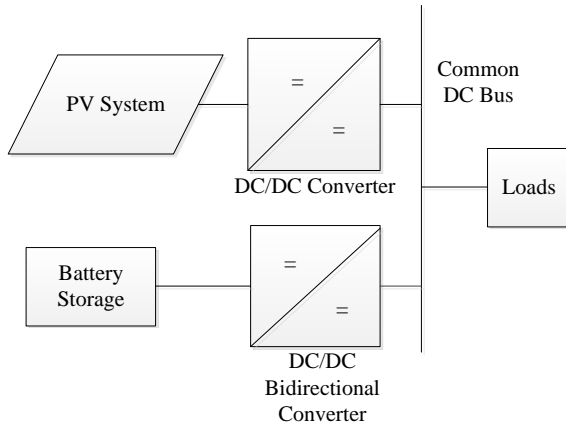 PV System
=
=
DC/DC Converter
Common
DC Bus
Loads
Battery
Storage
=
=
DC/DC
Bidirectional
Converter